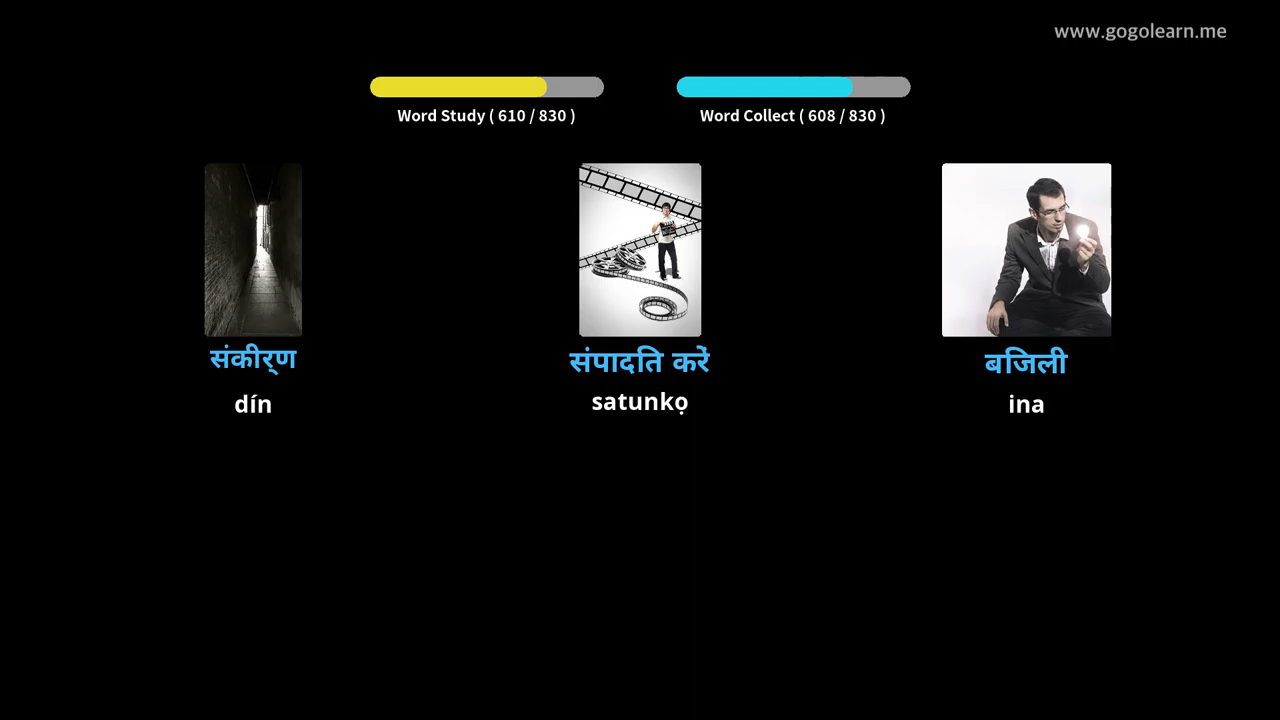 www.gogolearn.me
Word Study ( 610 / 830 )
Word Collect ( 608 / 830 )
संकीर्‌ण
संपादति करें
बजिली
dín
satunkọ
ina